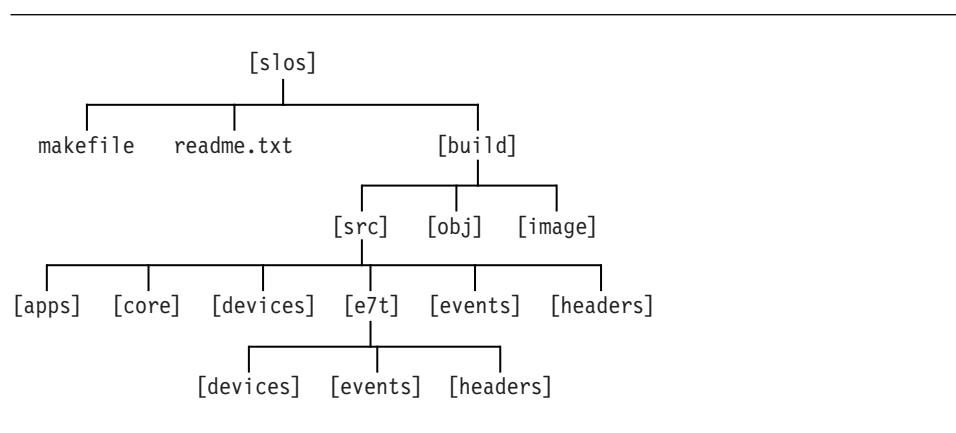 [slos]
makefile readme.txt [build]
[src] [obj] [image]
[apps] [core] [devices] [e7t] [events] [headers]
[devices] [events] [headers]